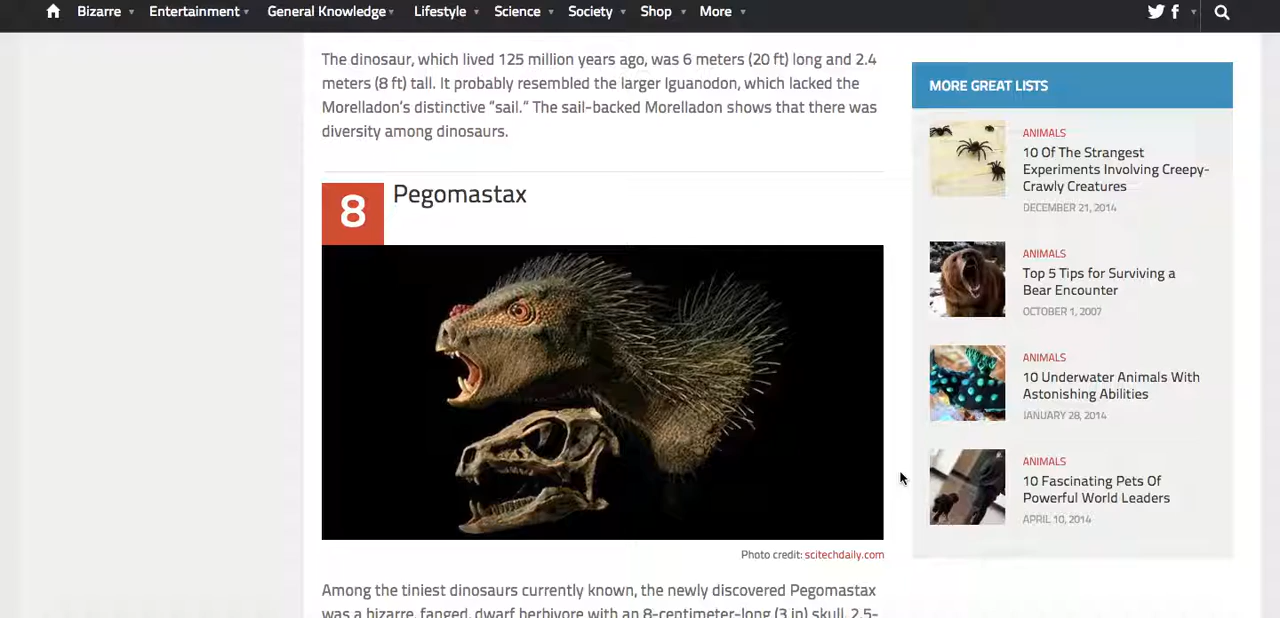 Bizarre Entertainment General Knowledge Lifestyle Science Society Shop More
The dinosaur, which lived 125 million years ago, was 6 meters (20 ft) long and 2.4
meters (8 ft) tall. It probably resembled the larger Iguanodon, which lacked the
Morelladon's distinctive "sail." The sail-backed Morelladon shows that there was
diversity among dinosaurs.
8 Pegomastax
Photo credit: scitechdaily.com
Among the tiniest dinosaurs currently known, the newly discovered Pegomastax
was a bizarre, fanged, dwarf herbivore with an 8-centimeter-long (3 in) skull, 2.5-
MORE GREAT LISTS
ANIMALS
10 Of The Strangest
Experiments Involving Creepy-
Crawly Creatures
DECEMBER 21, 2014
ANIMALS
Top 5 Tips for Surviving a
Bear Encounter
OCTOBER 1, 2007
ANIMALS
10 Underwater Animals With
Astonishing Abilities
JANUARY 28, 2014
ANIMALS
10 Fascinating Pets Of
Powerful World Leaders
APRIL 10, 2014